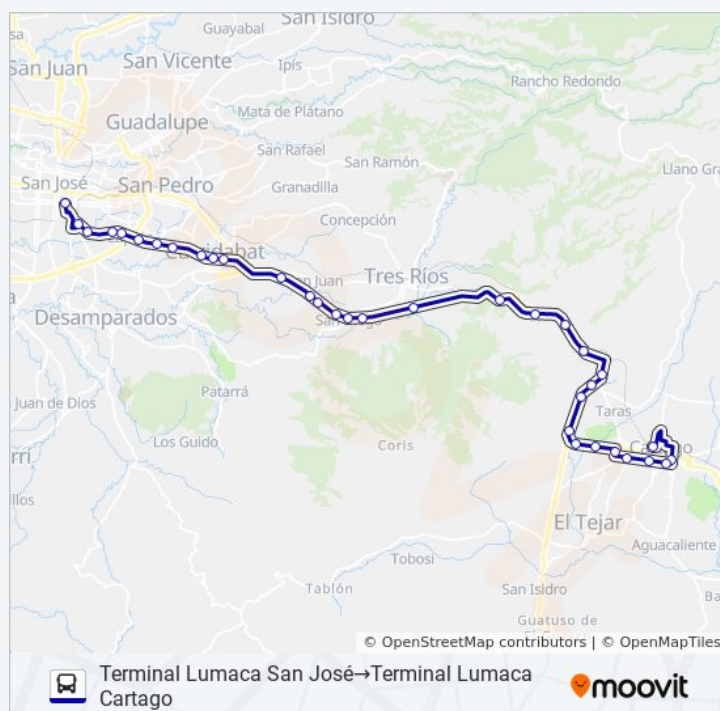 San Isidro
Guayabal
sa
San Juan
San Vicente
Ipís
Rancho Redondo
Mata de Plátano
Guadalupe
San Rafael
San Ramón
Llano Gra
San José
San Pedro
Granadilla
Concepción
San Juan
Tres Ríos
Desamparados
Patarrá
Juan de Dios
Taras
Los Guido
Coris
rrí
El Tejar
Aguacaliente
Tobosi
Tablón
San Isidro
Ba
Guatuso de
© OpenStreetMap contributors | © OpenMapTiles
Terminal Lumaca San José→Terminal Lumaca
Cartago
moovit